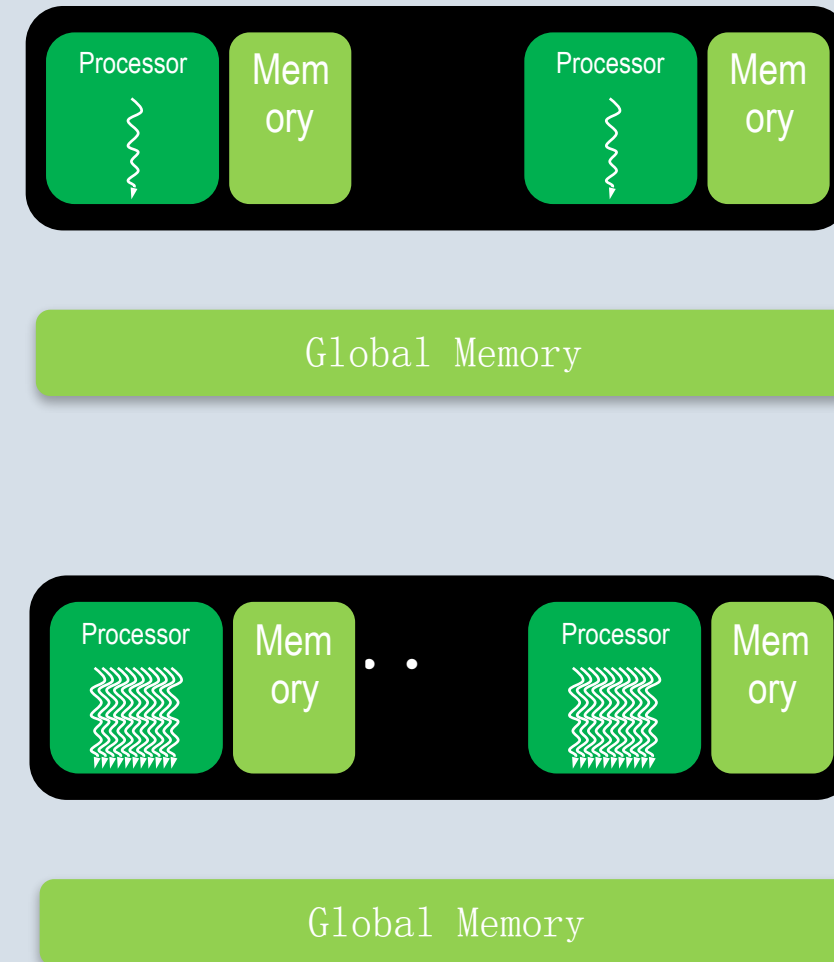 Processor
Mem
ory
Processor
Mem
ory
Global Memory
Processor
Mem
ory
. .
Processor
Mem
ory
Global Memory